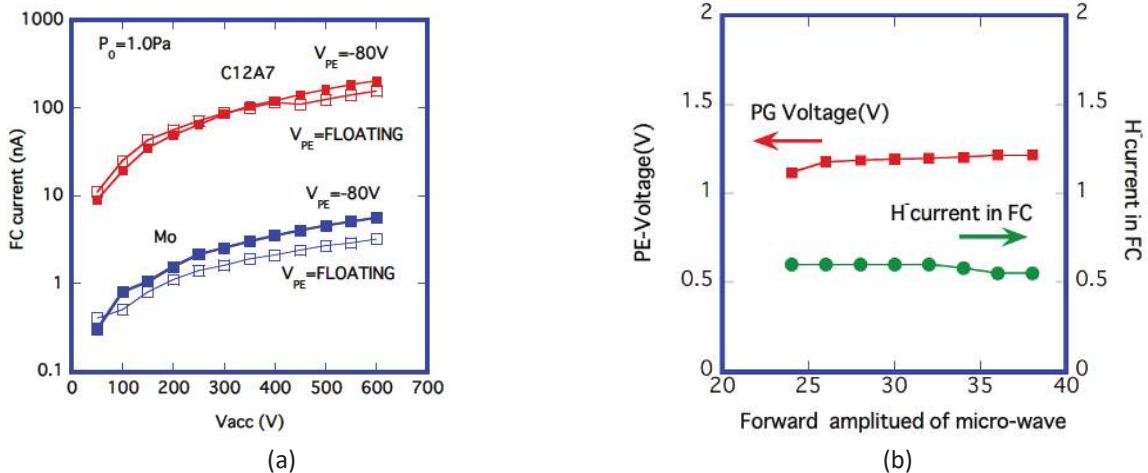 1000
100
10
1
0.1
FC current (nA)
P0=1.0Pa
C12A7
VPE=-80V
VPE=FLOATING
VPE=-80V
Mo
VPE=FLOATING
0 100 200 300 400 500 600 700
Vacc (V)
(a)
2
1.5
1
0.5
0
PE-Voltage(V)
PG Voltage(V)
H- current in FC
2
1.5
1
0.5
0
H- current in FC
20 25 30 35 40
Forward amplitued of micro-wave
(b)